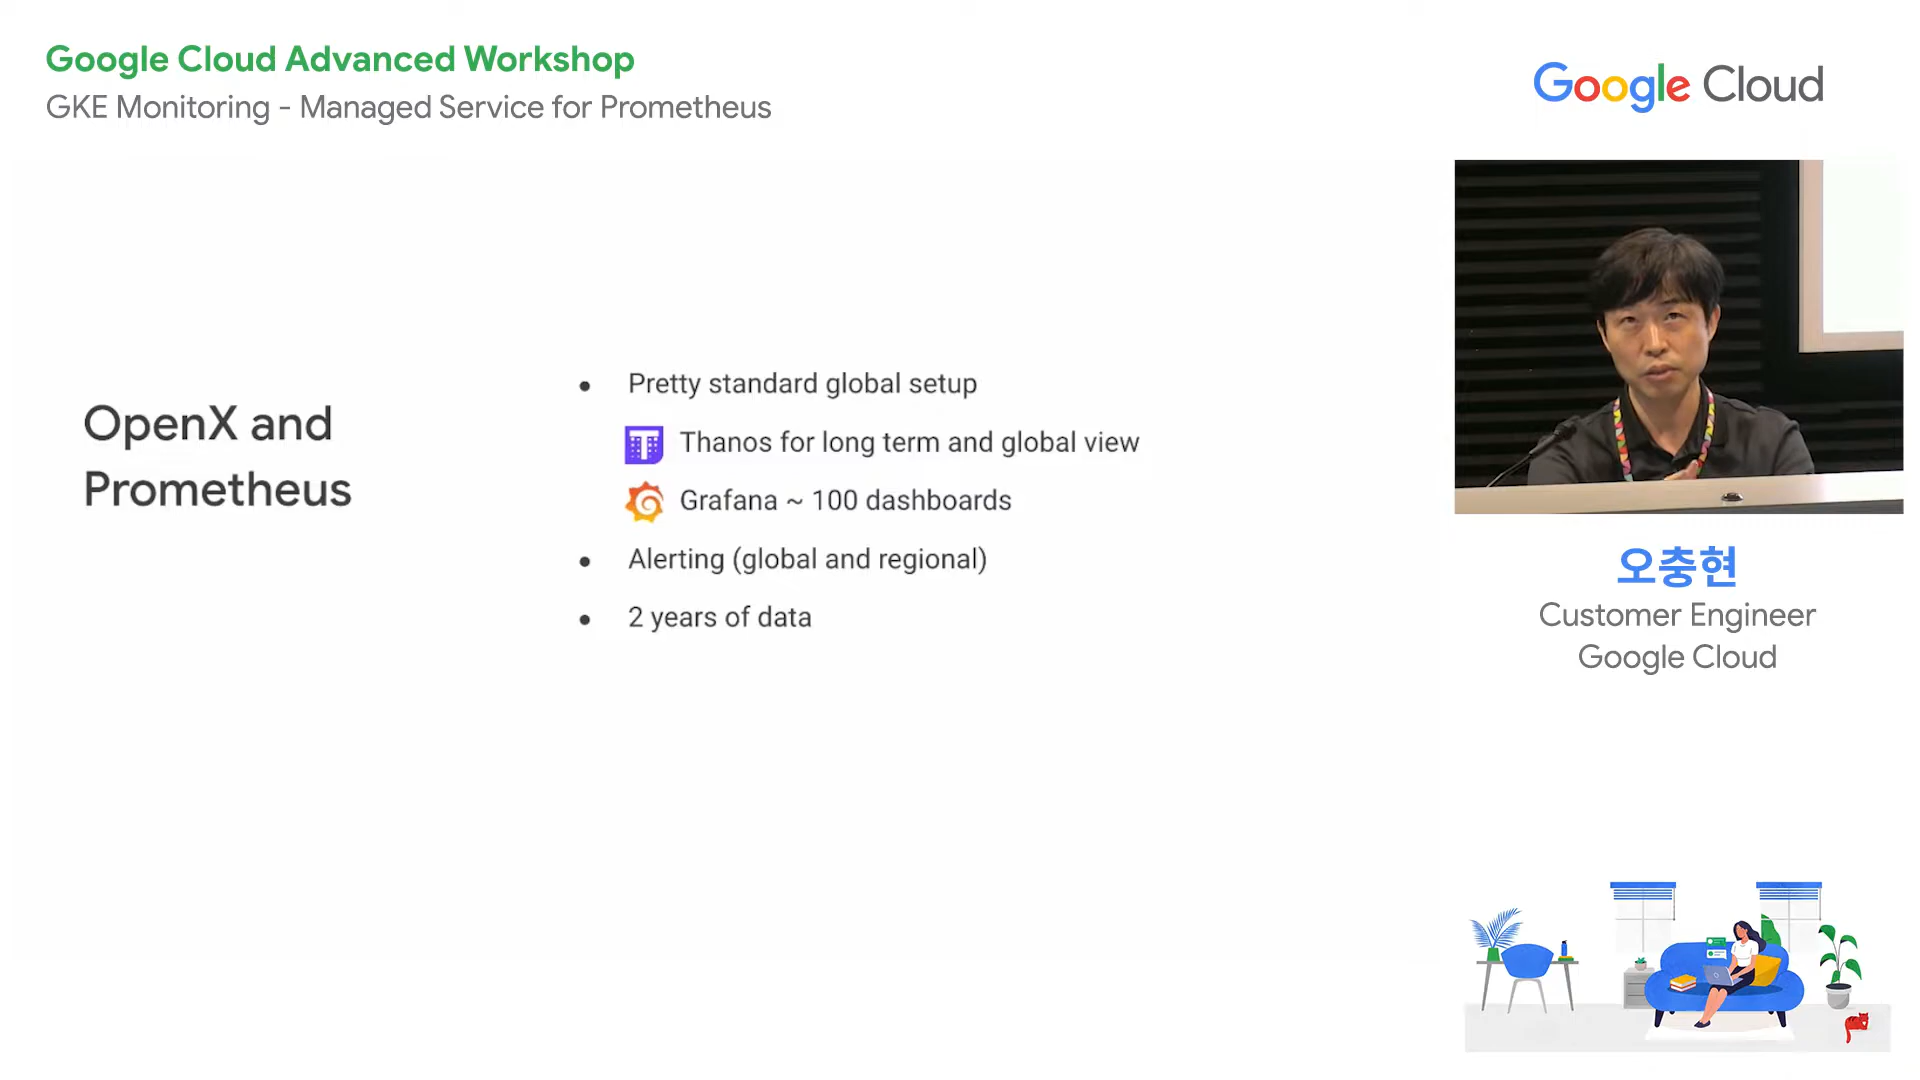 Google Cloud Advanced Workshop
GKE Monitoring - Managed Service for Prometheus
Google Cloud
OpenX and
Prometheus
• Pretty standard global setup
Thanos for long term and global view
Grafana ~ 100 dashboards
• Alerting (global and regional)
• 2 years of data
오충현
Customer Engineer
Google Cloud